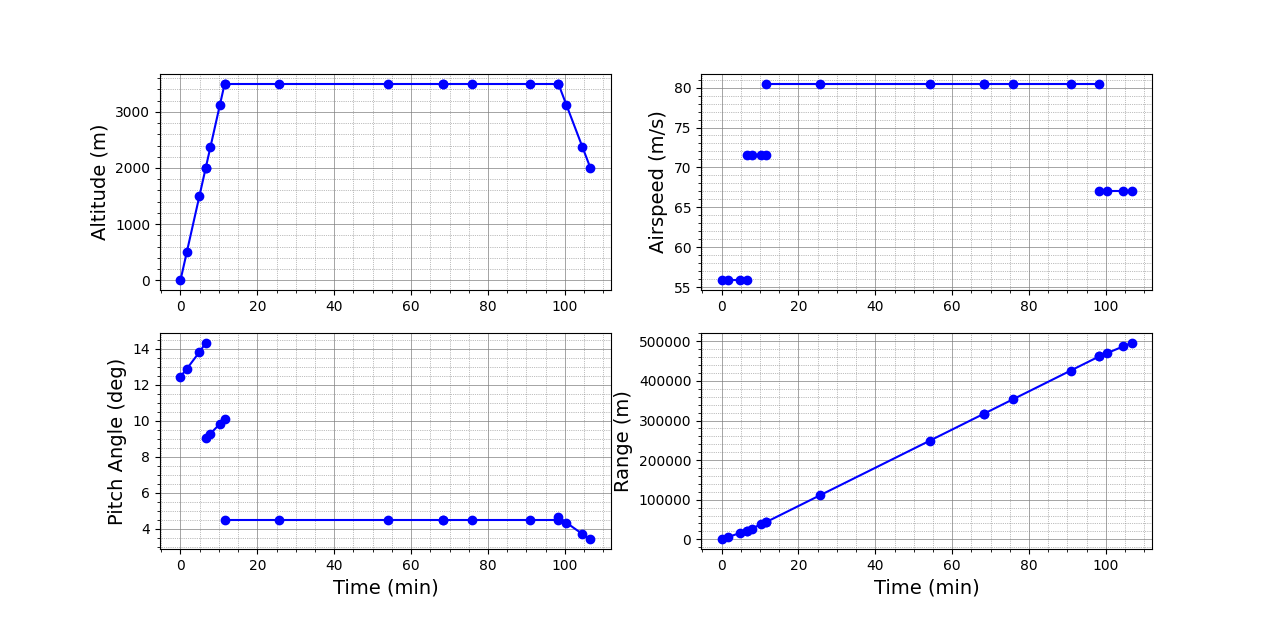 Altitude (m)
3000
2000
1000
0
0 20 40 60 80 100
Airspeed (m/s)
80
75
70
65
60
55
0 20 40 60 80 100
Pitch Angle (deg)
14
12
10
8
6
4
0 20 40 60 80 100
Time (min)
Range (m)
500000
400000
300000
200000
100000
0
0 20 40 60 80 100
Time (min)